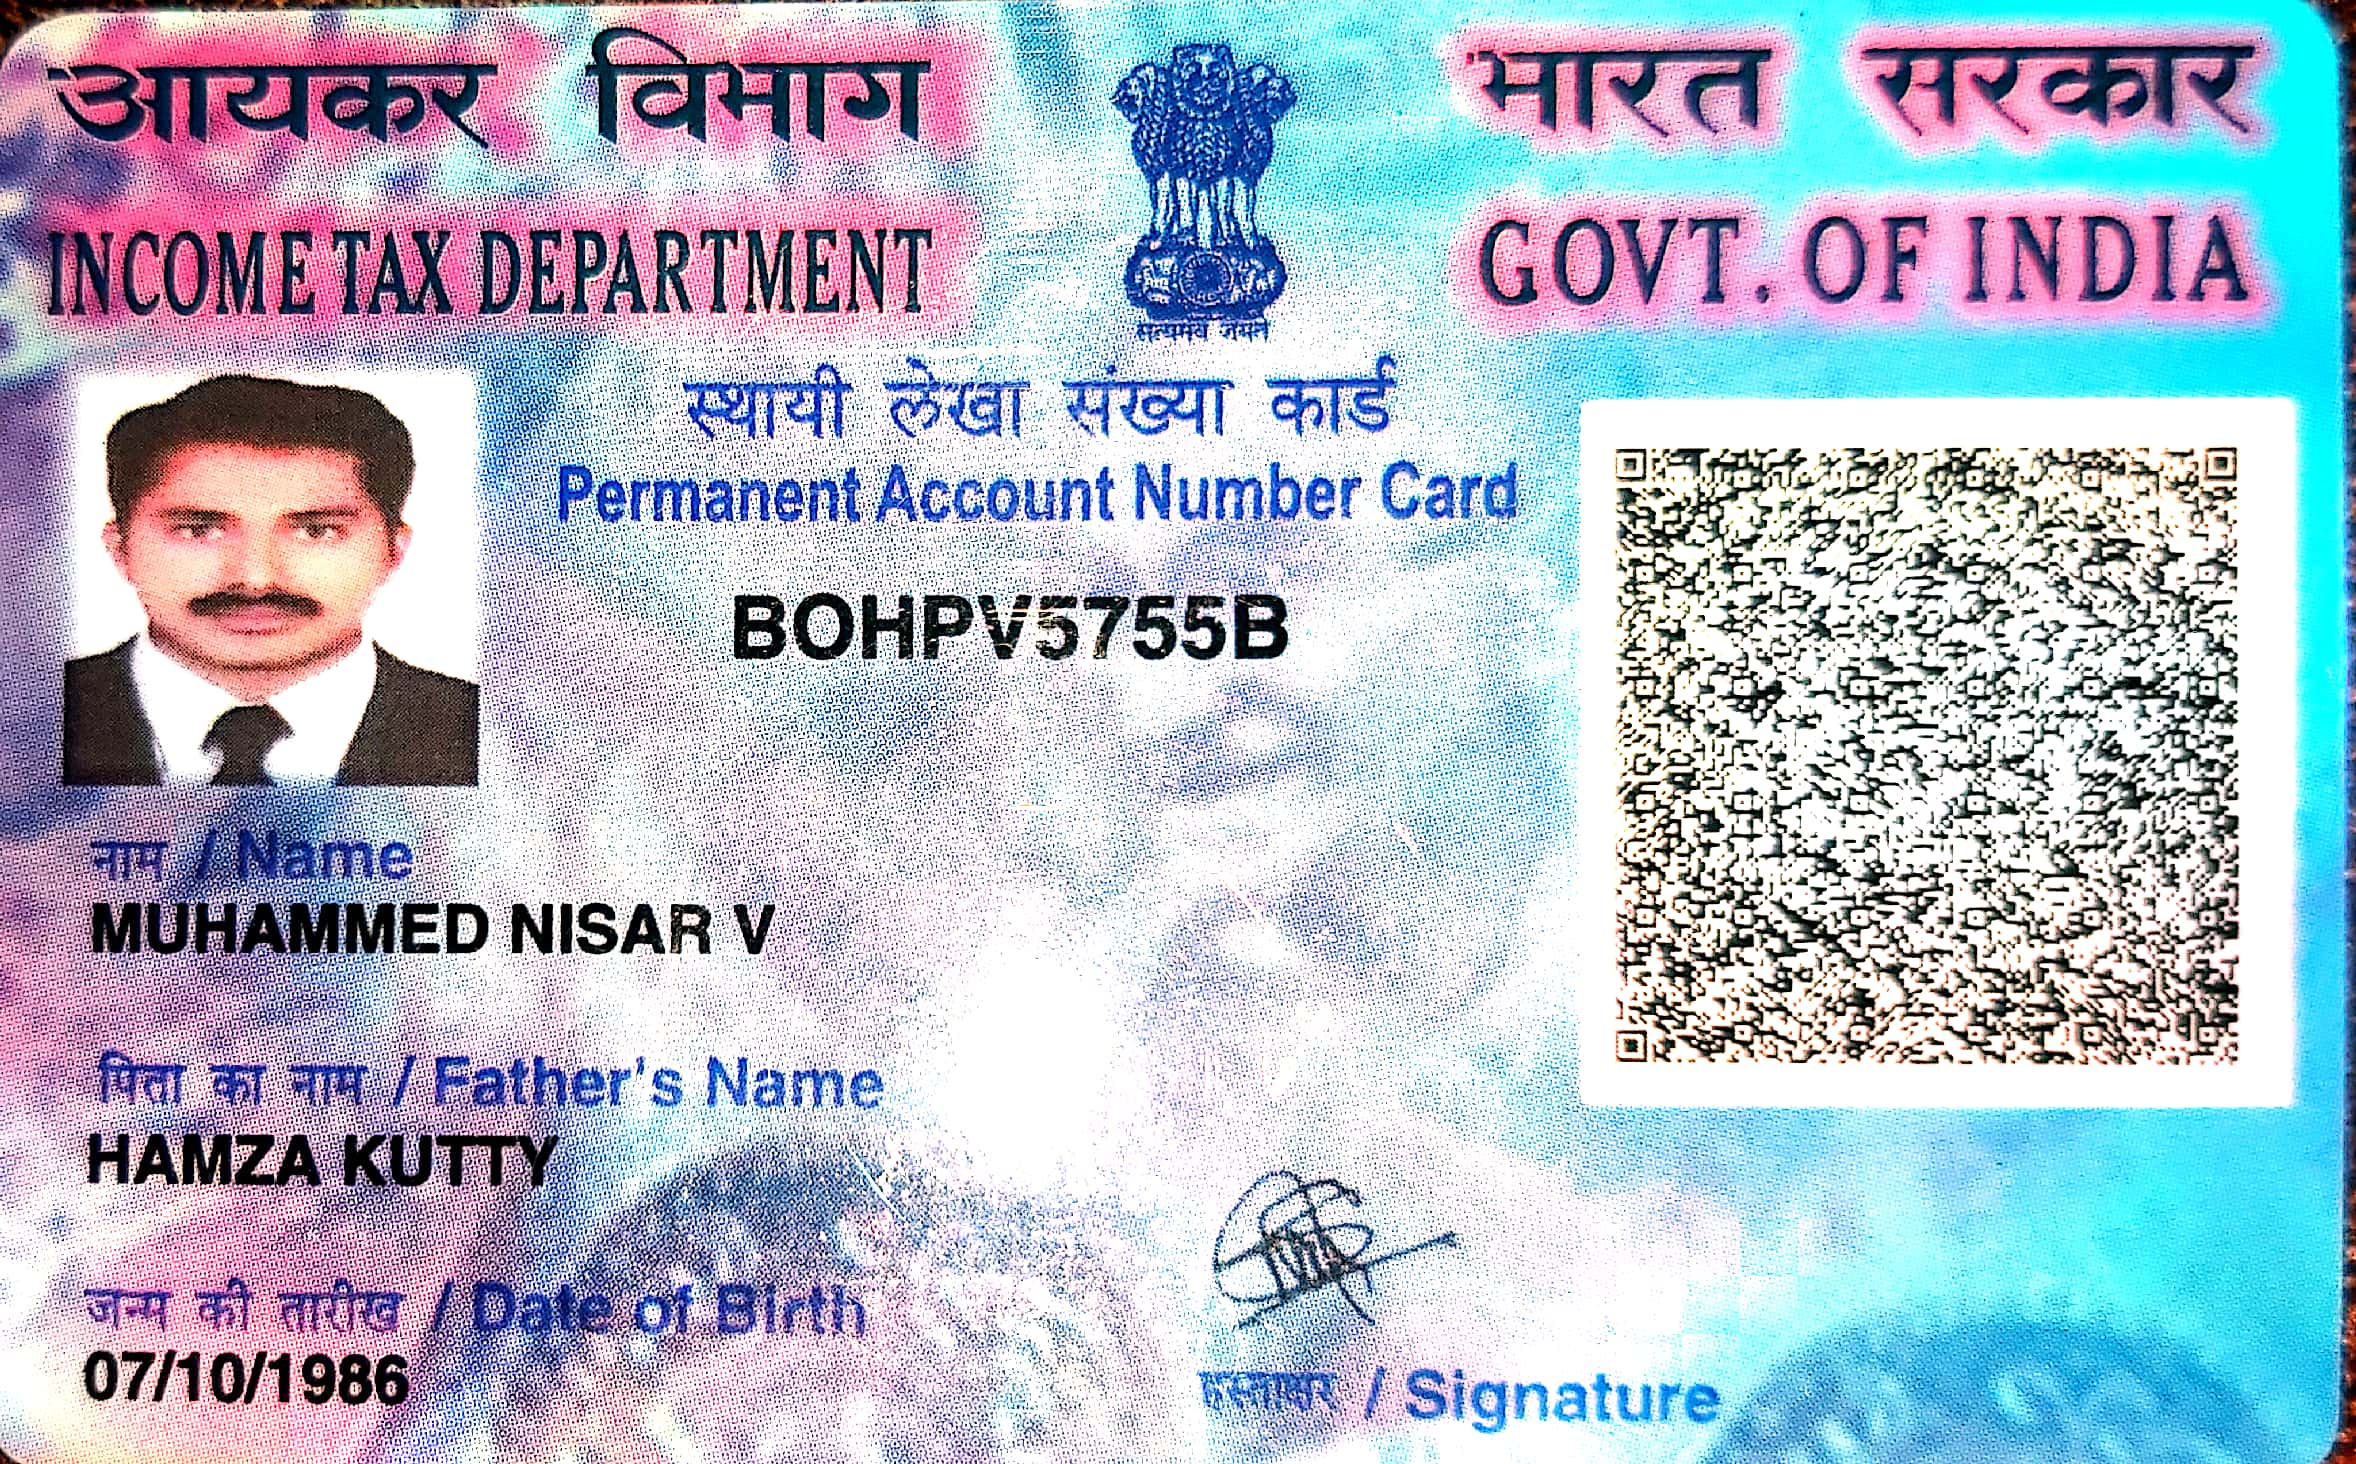 आयकर विभाग
INCOME TAX DEPARTMENT
भारत सरकार
GOVT. OF INDIA
सत्यमेव जयते
स्थायी लेखा संख्या कार्ड
Permanent Account Number Card
BOHPV5755B
नाम / Name
MUHAMMED NISAR V
पिता का नाम / Father's Name
HAMZA KUTTY
जन्म की तारीख / Date of Birth
07/10/1986
हस्ताक्षर / Signature